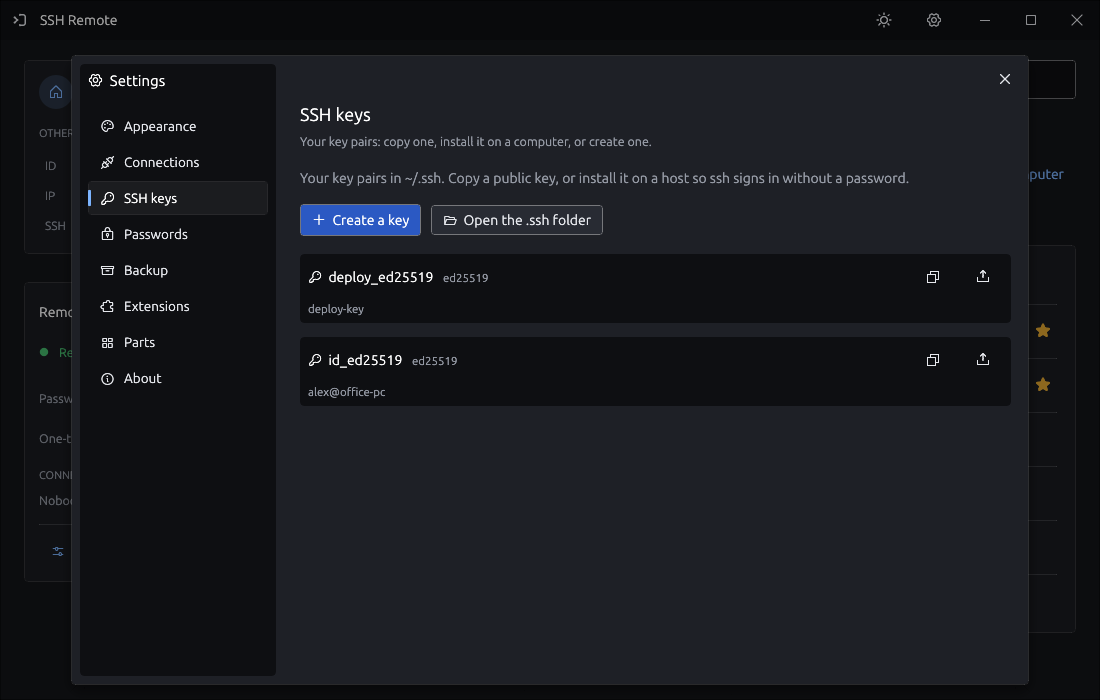 SSH Remote
Settings
Appearance
Connections
SSH keys
Passwords
Backup
Extensions
Parts
About
SSH keys
Your key pairs: copy one, install it on a computer, or create one.
Your key pairs in ~/.ssh. Copy a public key, or install it on a host so ssh signs in without a password.
Create a key
Open the .ssh folder
deploy_ed25519 ed25519
deploy-key
id_ed25519 ed25519
alex@office-pc
OTHER
ID
IP
SSH
Remo
Re
Passw
One-t
CONNE
Nobod
puter